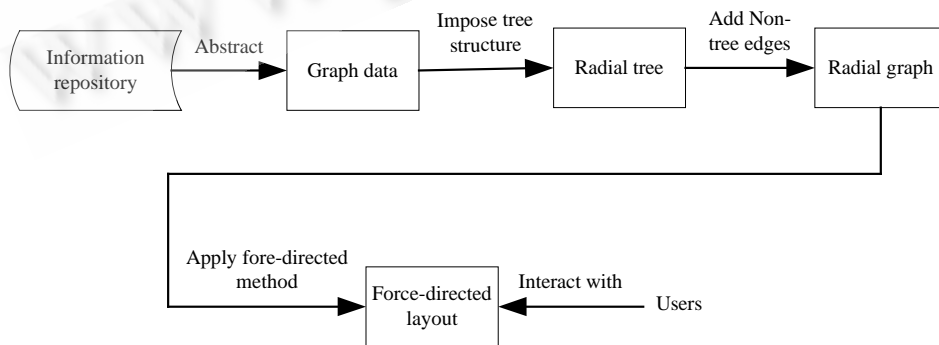 Information
repository
Abstract
Graph data
Impose tree
structure
Radial tree
Add Non-
tree edges
Radial graph
Apply fore-directed
method
Force-directed
layout
Interact with
Users